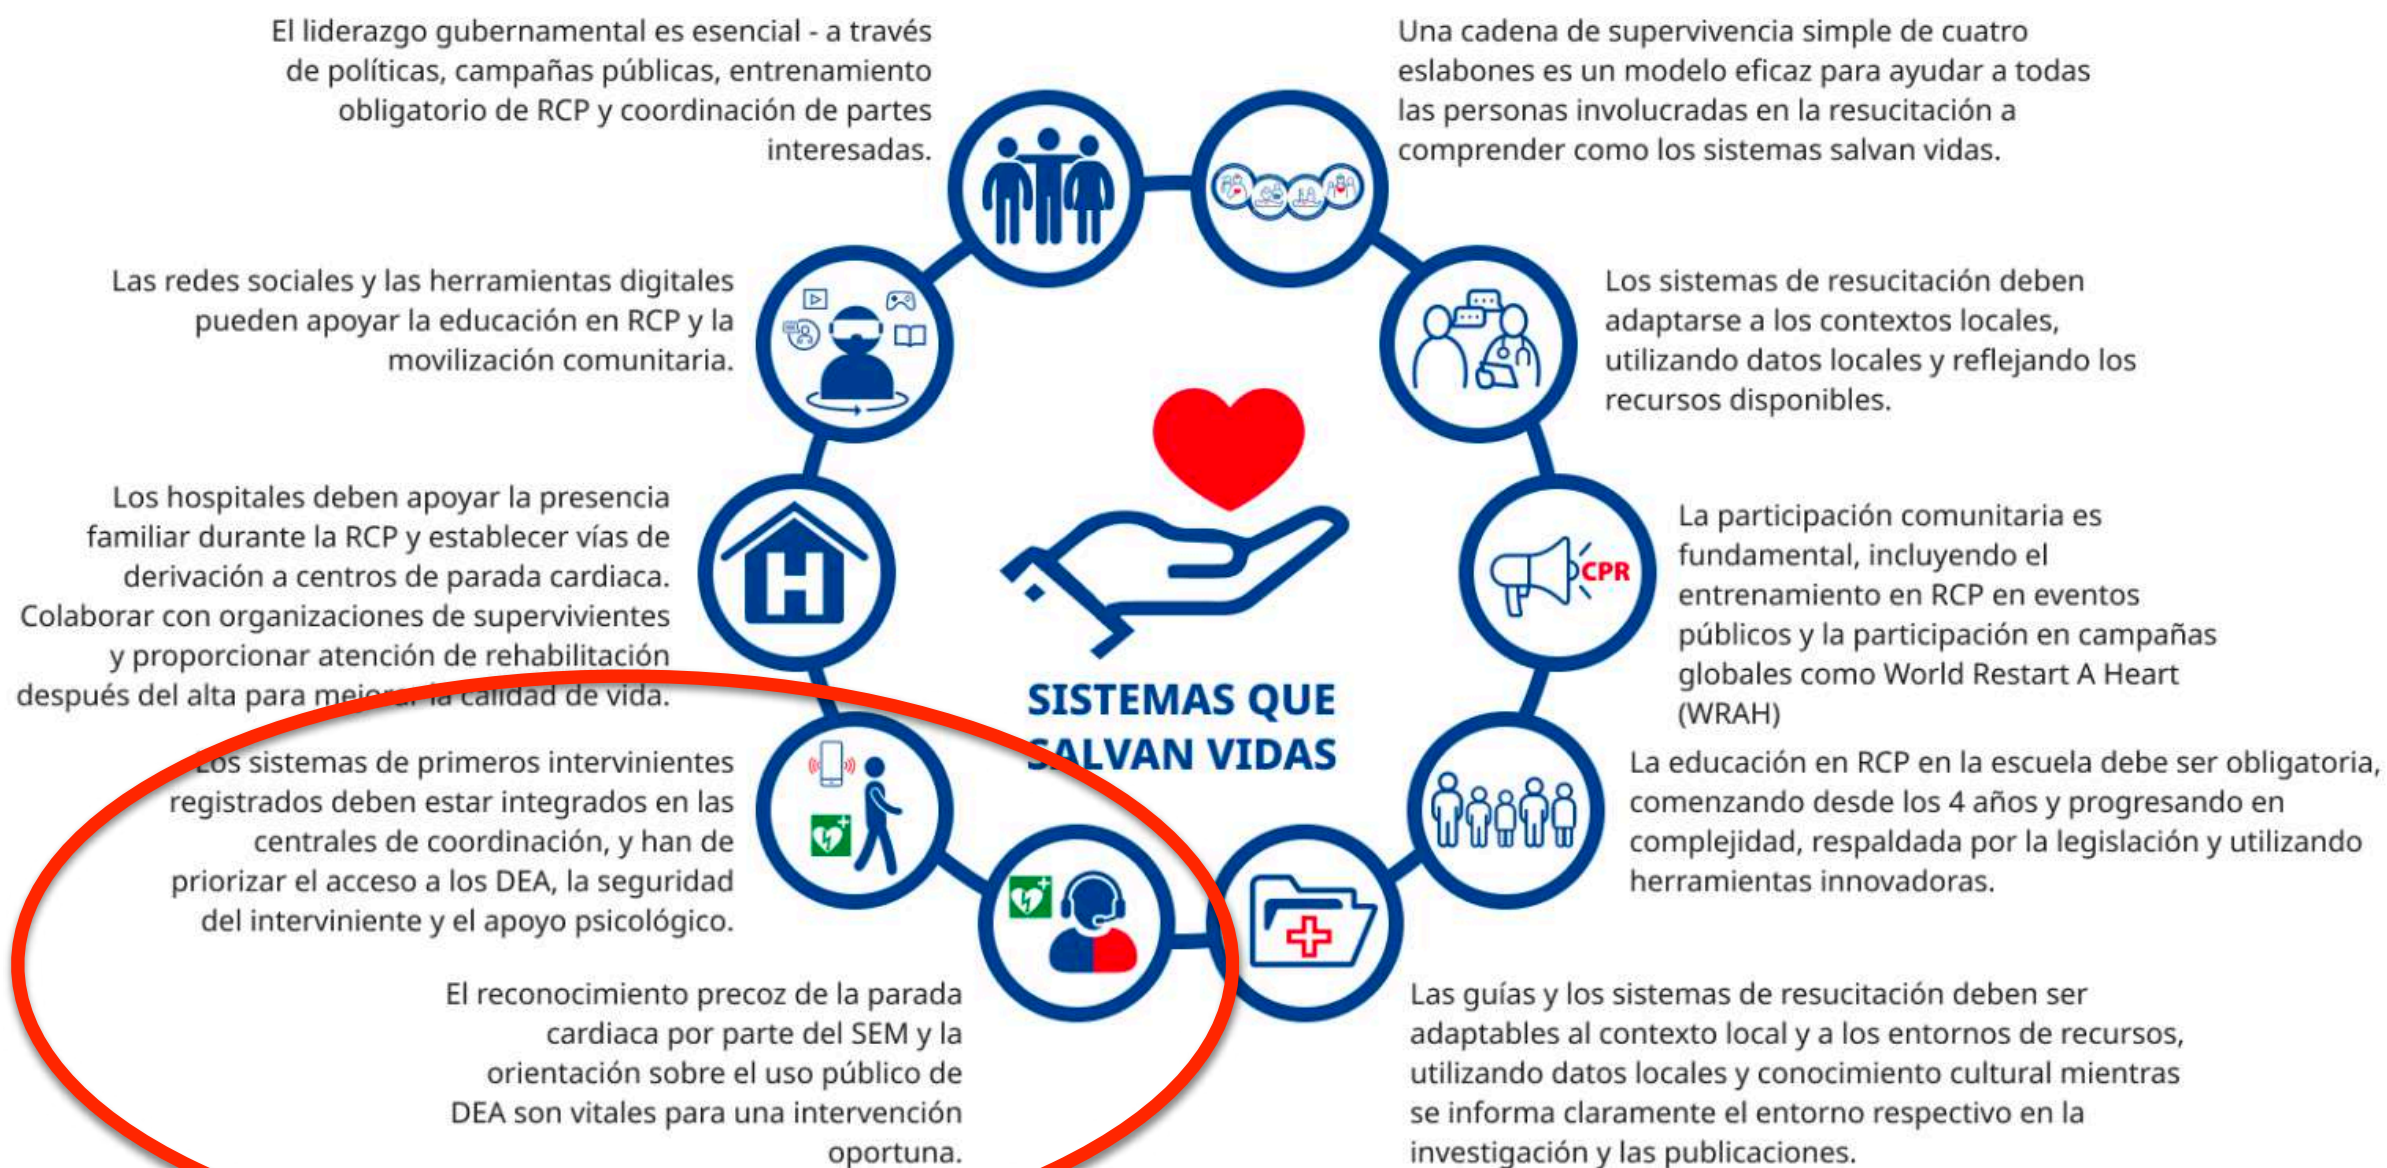 El liderazgo gubernamental es esencial - a través
de políticas, campañas públicas, entrenamiento
obligatorio de RCP y coordinación de partes
interesadas.
Una cadena de supervivencia simple de cuatro
eslabones es un modelo eficaz para ayudar a todas
las personas involucradas en la resucitación a
comprender como los sistemas salvan vidas.
Las redes sociales y las herramientas digitales
pueden apoyar la educación en RCP y la
movilización comunitaria.
Los sistemas de resucitación deben
adaptarse a los contextos locales,
utilizando datos locales y reflejando los
recursos disponibles.
Los hospitales deben apoyar la presencia
familiar durante la RCP y establecer vías de
derivación a centros de parada cardiaca.
Colaborar con organizaciones de supervivientes
y proporcionar atención de rehabilitación
después del alta para mejorar la calidad de vida.
H
CPR
La participación comunitaria es
fundamental, incluyendo el
entrenamiento en RCP en eventos
públicos y la participación en campañas
globales como World Restart A Heart
(WRAH)
SISTEMAS QUE
SALVAN VIDAS
Los sistemas de primeros intervinientes
registrados deben estar integrados en las
centrales de coordinación, y han de
priorizar el acceso a los DEA, la seguridad
del interviniente y el apoyo psicológico.
La educación en RCP en la escuela debe ser obligatoria,
comenzando desde los 4 años y progresando en
complejidad, respaldada por la legislación y utilizando
herramientas innovadoras.
El reconocimiento precoz de la parada
cardiaca por parte del SEM y la
orientación sobre el uso público de
DEA son vitales para una intervención
oportuna.
Las guías y los sistemas de resucitación deben ser
adaptables al contexto local y a los entornos de recursos,
utilizando datos locales y conocimiento cultural mientras
se informa claramente el entorno respectivo en la
investigación y las publicaciones.